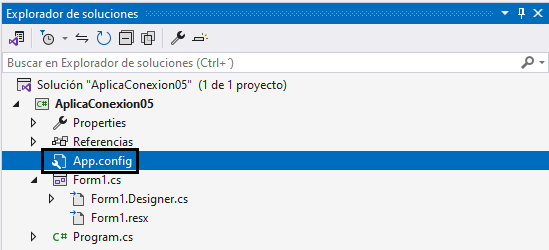 Explorador de soluciones
Buscar en Explorador de soluciones (Ctrl+´)
Solución "AplicaConexion05" (1 de 1 proyecto)
C# AplicaConexion05
Properties
Referencias
App.config
Form1.cs
Form1.Designer.cs
Form1.resx
C# Program.cs